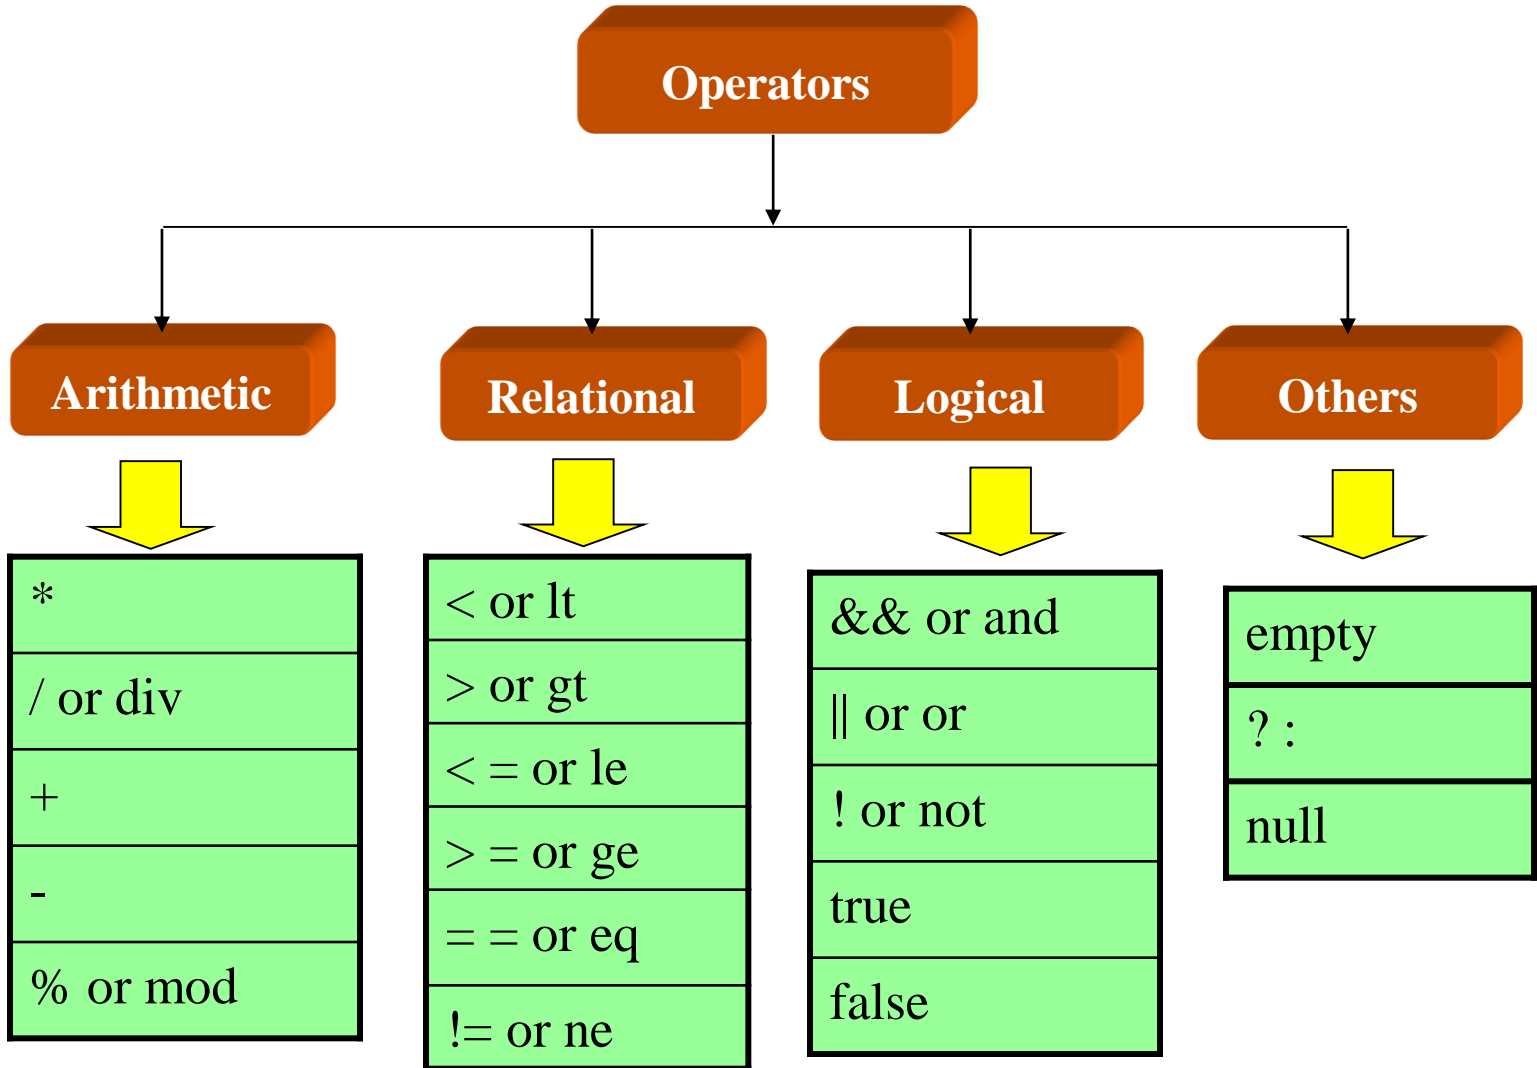 Operators
Arithmetic
Relational
Logical
Others
*
/ or div
+
-
% or mod
< or lt
> or gt
< = or le
> = or ge
= = or eq
!= or ne
&& or and
|| or or
! or not
true
false
empty
? :
null